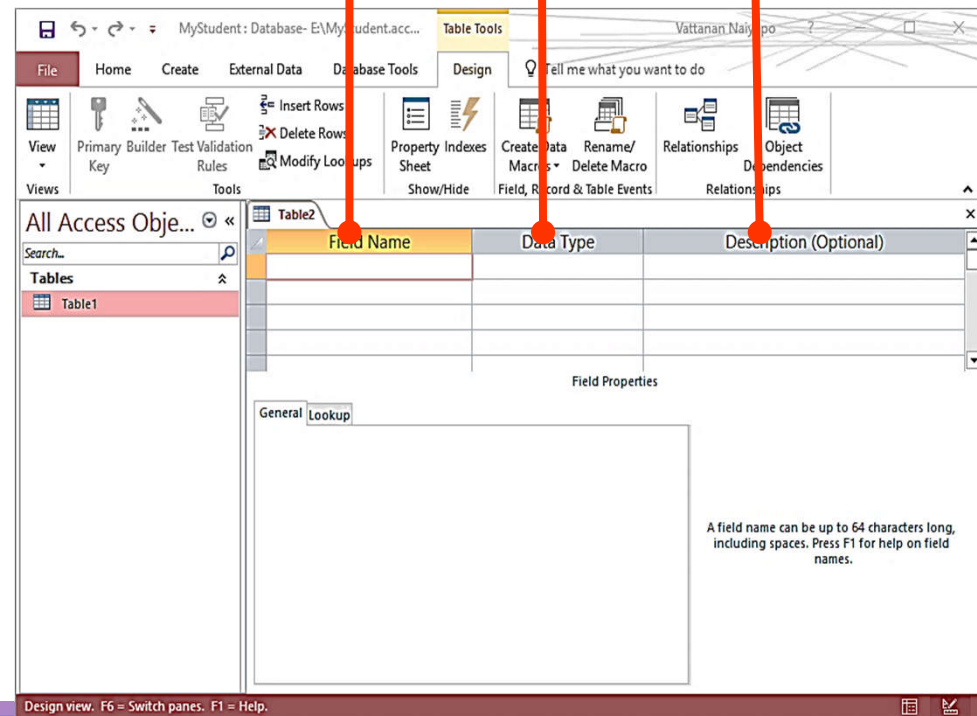 MyStudent : Database- E:\MyStudent.acc...
Table Tools
Vattanan Naiyapo
?
File Home Create External Data Database Tools Design Tell me what you want to do
View
Primary Key
Builder
Test Validation Rules
Insert Rows
Delete Rows
Modify Lookups
Property Sheet
Indexes
Create Data Macros
Rename/ Delete Macro
Relationships
Object Dependencies
Views Tools Show/Hide Field, Record & Table Events Relationships
All Access Obje... «
Search...
Tables
Table1
Table2
Field Name Data Type Description (Optional)
Field Properties
General Lookup
A field name can be up to 64 characters long,
including spaces. Press F1 for help on field
names.
Design view. F6 = Switch panes. F1 = Help.